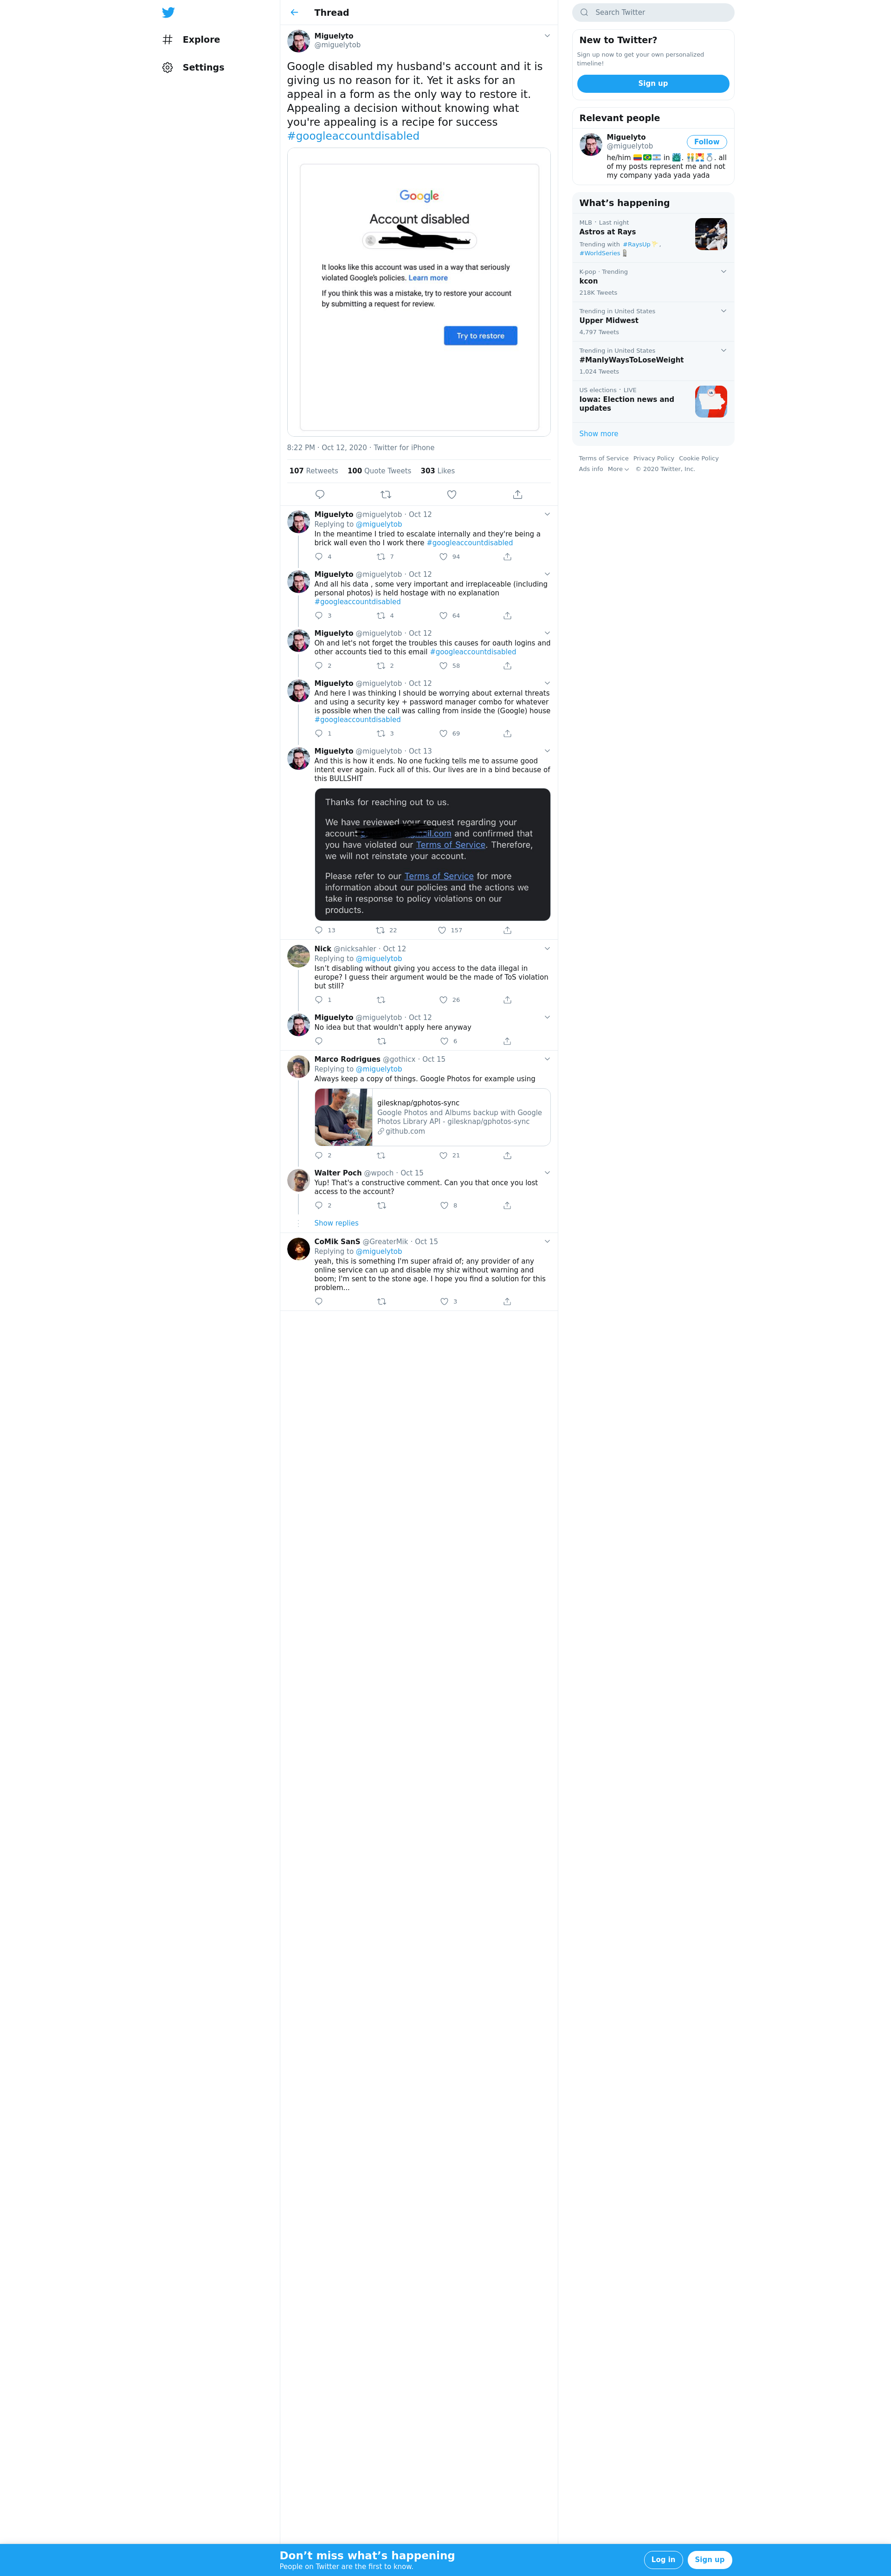 Explore
Settings
Thread
Miguelyto
@miguelytob
Google disabled my husband's account and it is
giving us no reason for it. Yet it asks for an
appeal in a form as the only way to restore it.
Appealing a decision without knowing what
you're appealing is a recipe for success
#googleaccountdisabled
Google
Account disabled
It looks like this account was used in a way that seriously
violated Google's policies. Learn more
If you think this was a mistake, try to restore your account
by submitting a request for review.
Try to restore
8:22 PM · Oct 12, 2020 · Twitter for iPhone
107 Retweets 100 Quote Tweets 303 Likes
Miguelyto @miguelytob · Oct 12
Replying to @miguelytob
In the meantime I tried to escalate internally and they're being a
brick wall even tho I work there #googleaccountdisabled
4 7 94
Miguelyto @miguelytob · Oct 12
And all his data , some very important and irreplaceable (including
personal photos) is held hostage with no explanation
#googleaccountdisabled
3 4 64
Miguelyto @miguelytob · Oct 12
Oh and let's not forget the troubles this causes for oauth logins and
other accounts tied to this email #googleaccountdisabled
2 2 58
Miguelyto @miguelytob · Oct 12
And here I was thinking I should be worrying about external threats
and using a security key + password manager combo for whatever
is possible when the call was calling from inside the (Google) house
#googleaccountdisabled
1 3 69
Miguelyto @miguelytob · Oct 13
And this is how it ends. No one fucking tells me to assume good
intent ever again. Fuck all of this. Our lives are in a bind because of
this BULLSHIT
Thanks for reaching out to us.
We have reviewed your request regarding your
account il.com and confirmed that
you have violated our Terms of Service. Therefore,
we will not reinstate your account.
Please refer to our Terms of Service for more
information about our policies and the actions we
take in response to policy violations on our
products.
13 22 157
Nick @nicksahler · Oct 12
Replying to @miguelytob
Isn't disabling without giving you access to the data illegal in
europe? I guess their argument would be the made of ToS violation
but still?
1 26
Miguelyto @miguelytob · Oct 12
No idea but that wouldn't apply here anyway
6
Marco Rodrigues @gothicx · Oct 15
Replying to @miguelytob
Always keep a copy of things. Google Photos for example using
gilesknap/gphotos-sync
Google Photos and Albums backup with Google
Photos Library API - gilesknap/gphotos-sync
github.com
2 21
Walter Poch @wpoch · Oct 15
Yup! That's a constructive comment. Can you that once you lost
access to the account?
2 8
Show replies
CoMik SanS @GreaterMik · Oct 15
Replying to @miguelytob
yeah, this is something I'm super afraid of; any provider of any
online service can up and disable my shiz without warning and
boom; I'm sent to the stone age. I hope you find a solution for this
problem...
3
Search Twitter
New to Twitter?
Sign up now to get your own personalized
timeline!
Sign up
Relevant people
Miguelyto
@miguelytob
Follow
he/him 🇨🇴🇧🇷 in . all
of my posts represent me and not
my company yada yada yada
What's happening
MLB · Last night
Astros at Rays
Trending with #RaysUp ,
#WorldSeries
K-pop · Trending
kcon
218K Tweets
Trending in United States
Upper Midwest
4,797 Tweets
Trending in United States
#ManlyWaysToLoseWeight
1,024 Tweets
US elections · LIVE
Iowa: Election news and
updates
Show more
Terms of Service Privacy Policy Cookie Policy
Ads info More © 2020 Twitter, Inc.
Don't miss what's happening
People on Twitter are the first to know.
Log in
Sign up